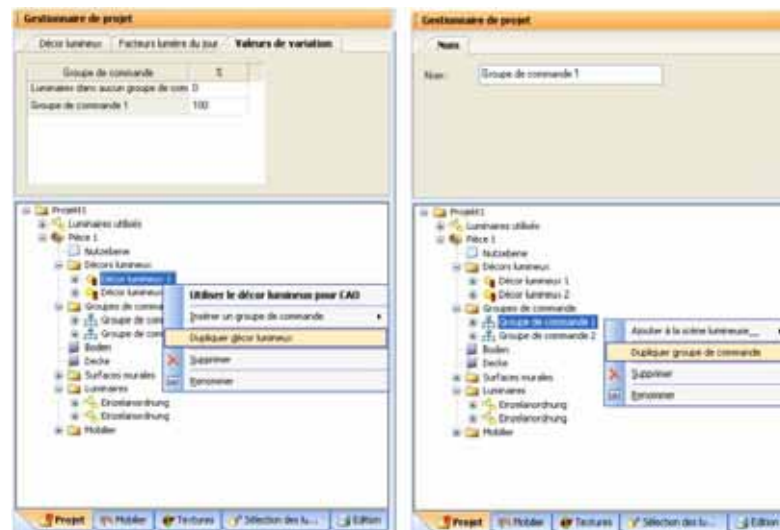 Gestionnaire de projet
Décor lumineux
Facteurs lumière du jour
Valeurs de variation
Groupe de commande
%
Luminaires dans aucun groupe de com 0
Groupe de commande 1 100
Projekt1
Luminaires utilisés
Pièce 1
Nutzebene
Décors lumineux
Décor lumineux 1
Décor lumineux
Groupes de comma
Groupe de com
Groupe de com
Boden
Decke
Surfaces murales
Luminaires
Einzelanordnung
Einzelanordnung
Mobilier
Utiliser le décor lumineux pour CAO
Insérer un groupe de commande
Dupliquer décor lumineux
Supprimer
Renommer
Projet
Mobilier
Textures
Sélection des lu...
Edition
Gestionnaire de projet
Nom
Nom:
Groupe de commande 1
Projekt1
Luminaires utilisés
Pièce 1
Nutzebene
Décors lumineux
Décor lumineux 1
Décor lumineux 2
Groupes de commande
Groupe de commande 1
Groupe de commande 2
Boden
Decke
Surfaces murales
Luminaires
Einzelanordnung
Einzelanordnung
Mobilier
Ajouter à la scène lumineuse...
Dupliquer groupe de commande
Supprimer
Renommer
Projet
Mobilier
Textures
Sélection des lu...
Edition